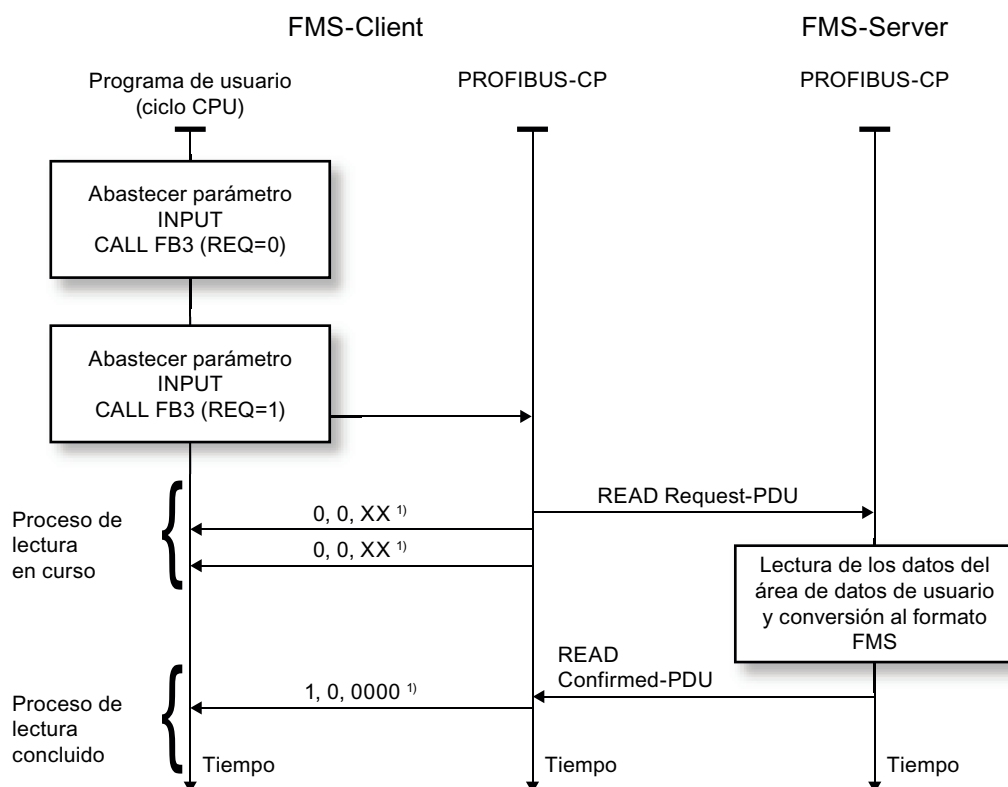 FMS-Client
FMS-Server
Programa de usuario
(ciclo CPU)
PROFIBUS-CP
PROFIBUS-CP
Abastecer parámetro
INPUT
CALL FB3 (REQ=0)
Abastecer parámetro
INPUT
CALL FB3 (REQ=1)
READ Request-PDU
Proceso de
lectura
en curso
0, 0, XX 1)
0, 0, XX 1)
Lectura de los datos del
área de datos de usuario
y conversión al formato
FMS
READ
Confirmed-PDU
Proceso de
lectura
concluido
1, 0, 0000 1)
Tiempo
Tiempo
Tiempo